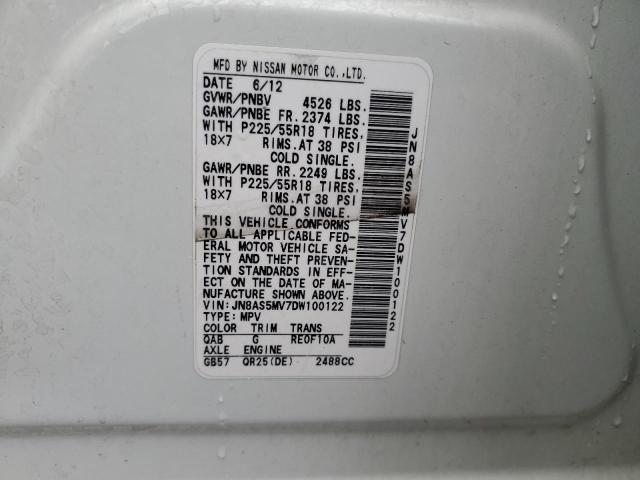 MFD BY NISSAN MOTOR CO.,LTD.
DATE 6/12
GVWR/PNBV 4526 LBS.
GAWR/PNBE FR. 2374 LBS.
WITH P225/55R18 TIRES.
18X7 RIMS.AT 38 PSI
COLD SINGLE.
GAWR/PNBE RR. 2249 LBS.
WITH P225/55R18 TIRES.
18X7 RIMS.AT 38 PSI
COLD SINGLE.
THIS VEHICLE CONFORMS
TO ALL APPLICABLE FED-
ERAL MOTOR VEHICLE SA-
FETY AND THEFT PREVEN-
TION STANDARDS IN EFF-
ECT ON THE DATE OF MA-
NUFACTURE SHOWN ABOVE.
VIN: JN8AS5MV7DW100122
TYPE: MPV
COLOR TRIM TRANS
QAB G RE0F10A
AXLE ENGINE
GB57 QR25(DE) 2488CC
JN8AS5MV7DW100122